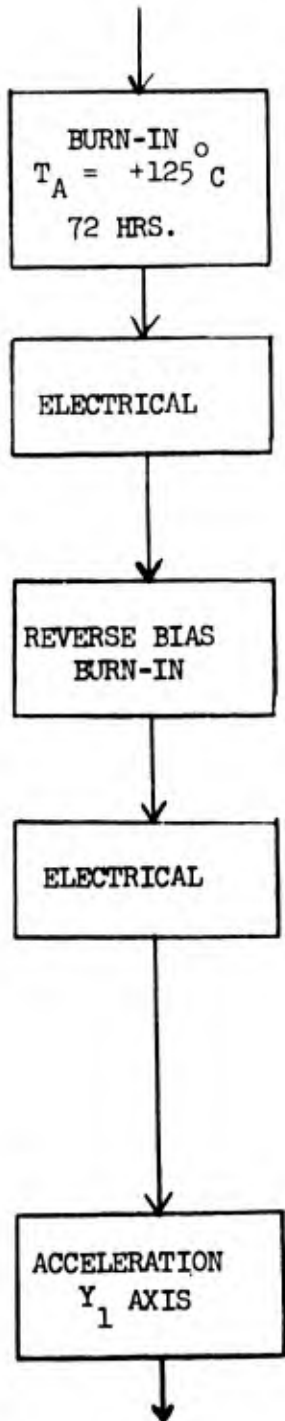 BURN-IN
T_A = +125°C
72 HRS.
ELECTRICAL
REVERSE BIAS
BURN-IN
ELECTRICAL
ACCELERATION
Y_1 AXIS